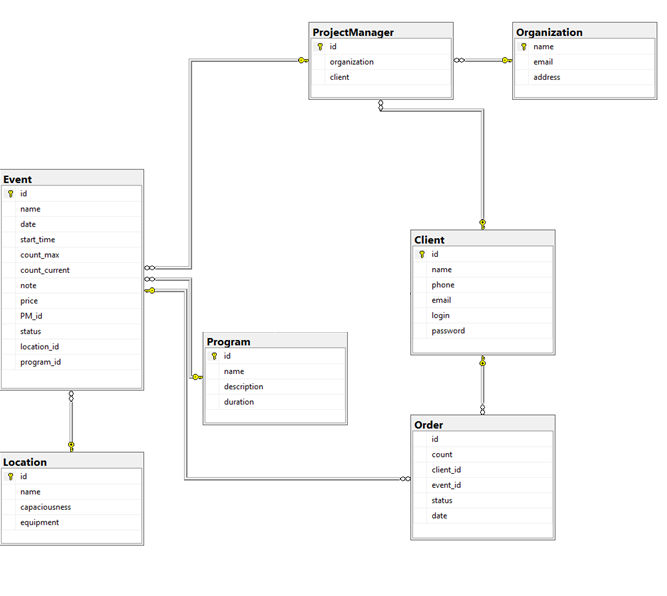 ProjectManager
id
organization
client
Organization
name
email
address
Event
id
name
date
start_time
count_max
count_current
note
price
PM_id
status
location_id
program_id
Client
id
name
phone
email
login
password
Program
id
name
description
duration
Order
id
count
client_id
event_id
status
date
Location
id
name
capaciousness
equipment